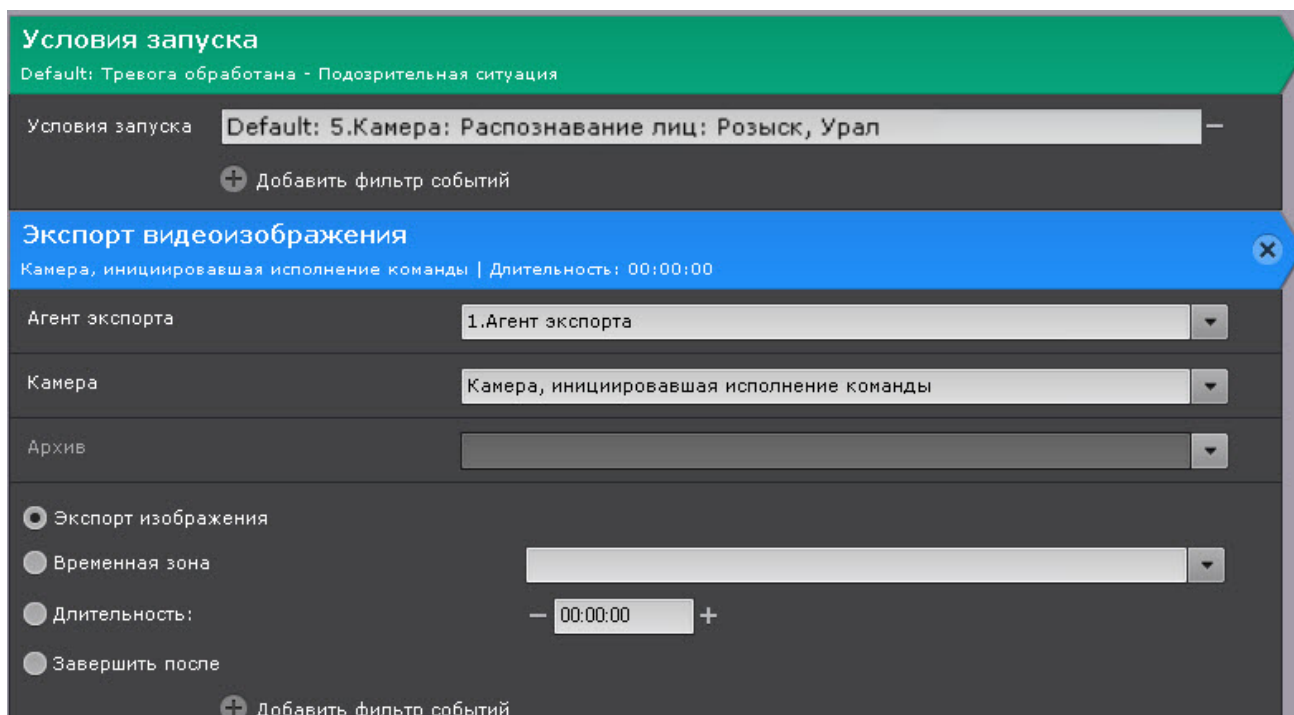 Условия запуска
Default: Тревога обработана - Подозрительная ситуация
Условия запуска Default: 5.Камера: Распознавание лиц: Розыск, Урал
Добавить фильтр событий
Экспорт видеоизображения
Камера, инициировавшая исполнение команды | Длительность: 00:00:00
Агент экспорта 1.Агент экспорта
Камера Камера, инициировавшая исполнение команды
Архив
Экспорт изображения
Временная зона
Длительность: 00:00:00
Завершить после
Добавить фильтр событий